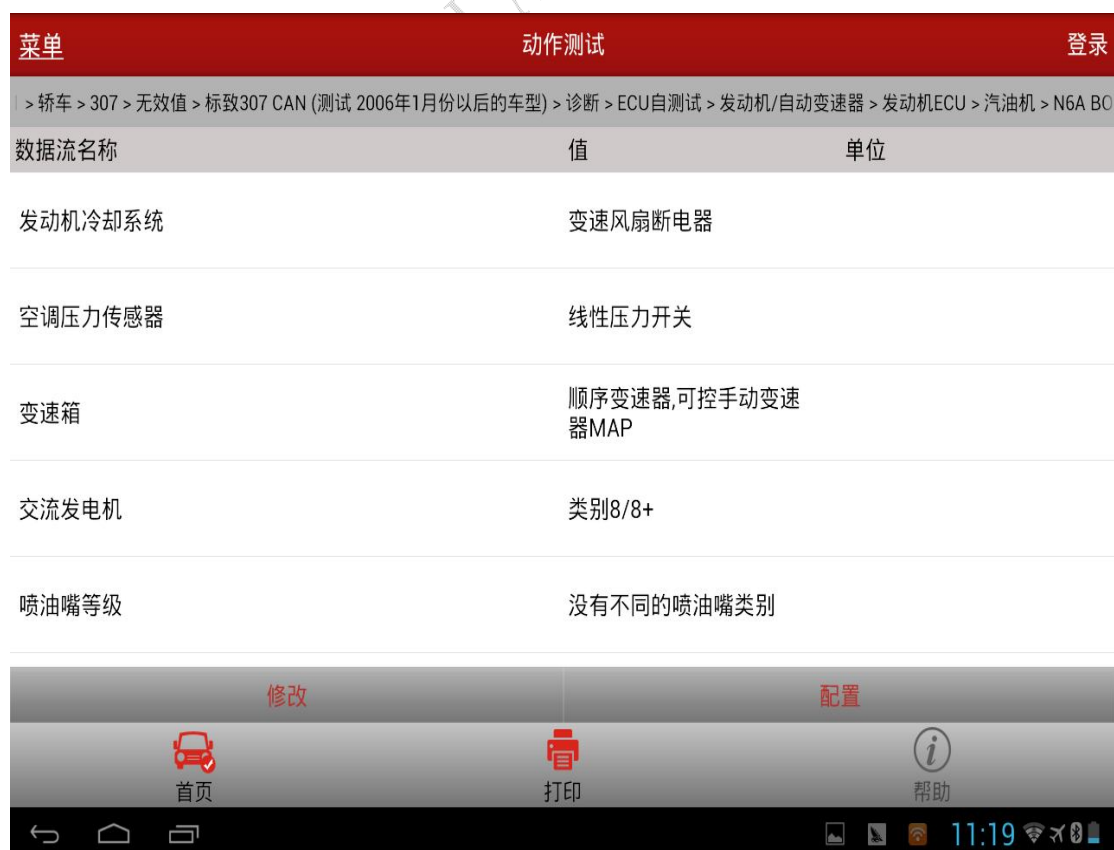 菜单 动作测试 登录
> 轿车 > 307 > 无效值 > 标致307 CAN (测试 2006年1月份以后的车型) > 诊断 > ECU自测试 > 发动机/自动变速器 > 发动机ECU > 汽油机 > N6A BO
数据流名称 值 单位
发动机冷却系统 变速风扇断电器
空调压力传感器 线性压力开关
变速箱 顺序变速器,可控手动变速
器MAP
交流发电机 类别8/8+
喷油嘴等级 没有不同的喷油嘴类别
修改 配置
首页 打印 帮助
11:19